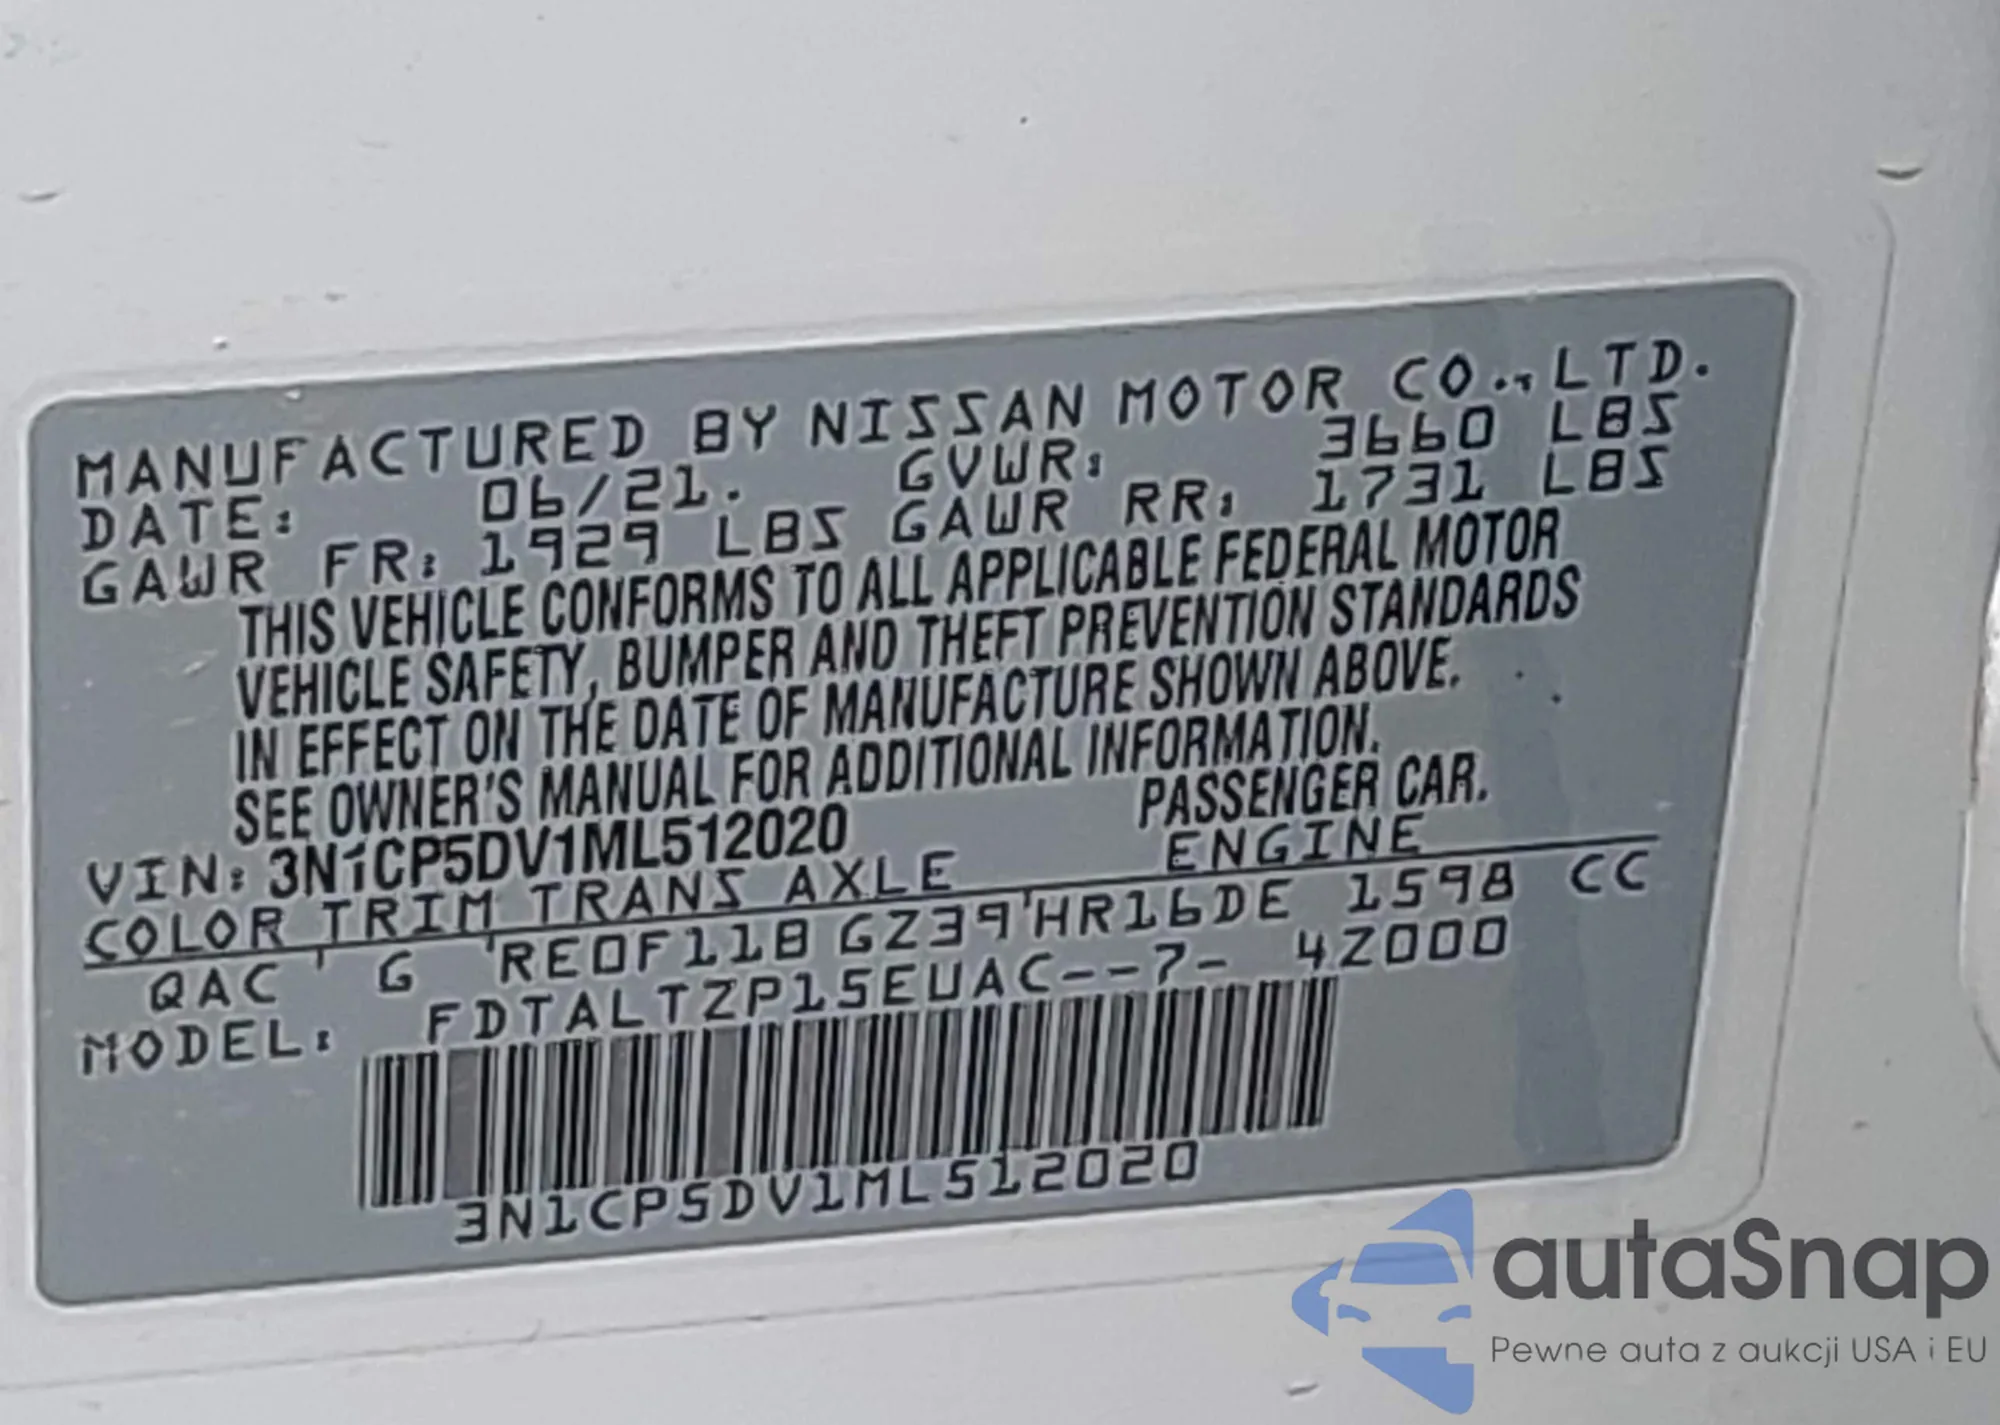 MANUFACTURED BY NISSAN MOTOR CO., LTD.
DATE: 06/21. GVWR: 3660 LBS
GAWR FR: 1929 LBS GAWR RR: 1731 LBS
THIS VEHICLE CONFORMS TO ALL APPLICABLE FEDERAL MOTOR
VEHICLE SAFETY, BUMPER AND THEFT PREVENTION STANDARDS
IN EFFECT ON THE DATE OF MANUFACTURE SHOWN ABOVE.
SEE OWNER'S MANUAL FOR ADDITIONAL INFORMATION.
VIN: 3N1CP5DV1ML512020 PASSENGER CAR.
COLOR TRIM TRANS AXLE ENGINE
QAC ' G 'RE0F11B GZ39'HR16DE 1598 CC
MODEL: FDTALTZP15EUAC--7- 4Z000
3N1CP5DV1ML512020
autaSnap
Pewne auta z aukcji USA i EU